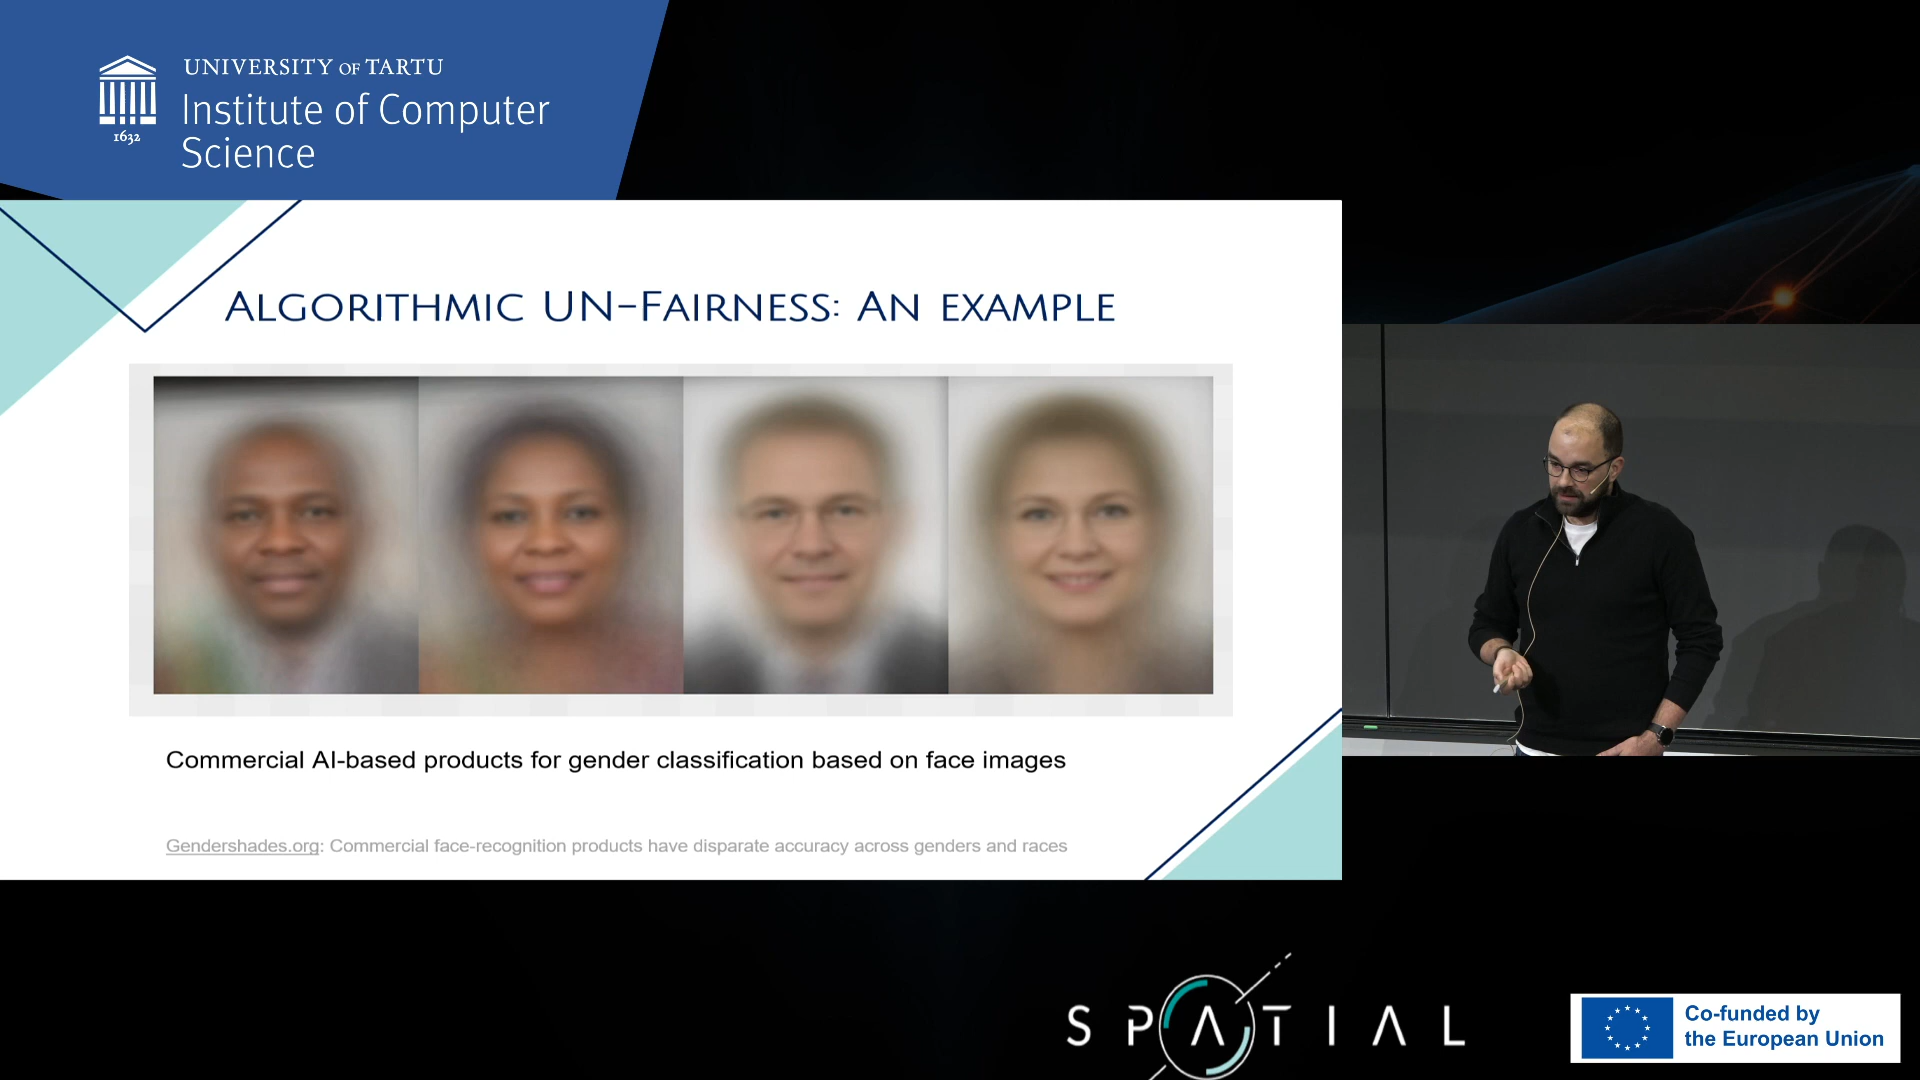 UNIVERSITY OF TARTU
Institute of Computer
Science
1632
ALGORITHMIC UN-FAIRNESS: AN EXAMPLE
Commercial AI-based products for gender classification based on face images
Gendershades.org: Commercial face-recognition products have disparate accuracy across genders and races
SPATIAL
Co-funded by
the European Union